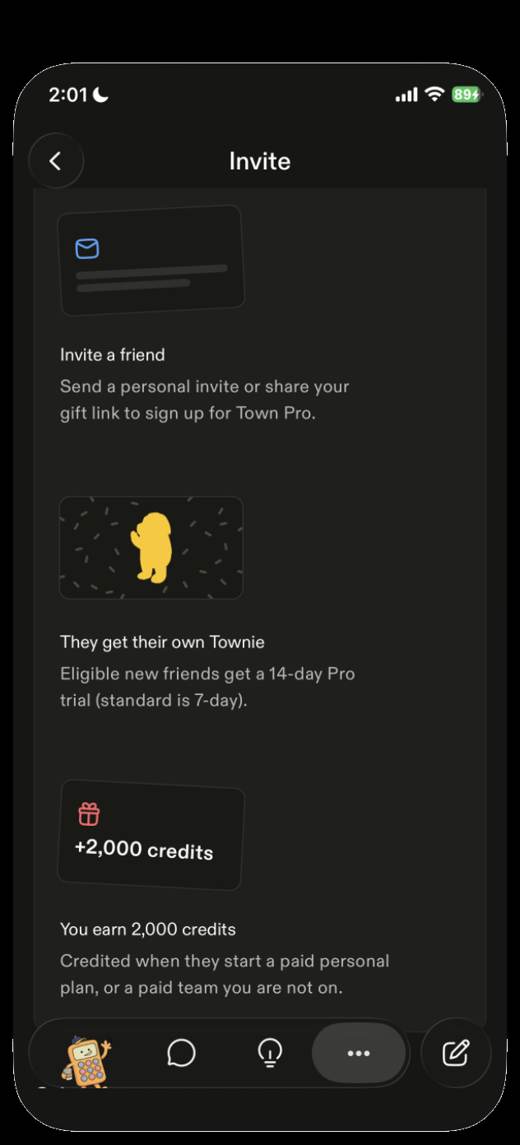 2:01
89
Invite
Invite a friend
Send a personal invite or share your
gift link to sign up for Town Pro.
They get their own Townie
Eligible new friends get a 14-day Pro
trial (standard is 7-day).
+2,000 credits
You earn 2,000 credits
Credited when they start a paid personal
plan, or a paid team you are not on.